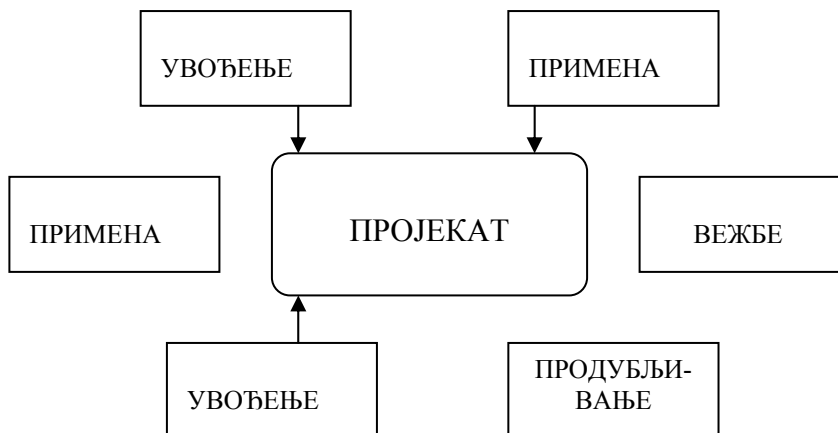 УВОЂЕЊЕ
ПРИМЕНА
ПРИМЕНА
ПРОЈЕКАТ
ВЕЖБЕ
УВОЂЕЊЕ
ПРОДУБЉИ-
ВАЊЕ